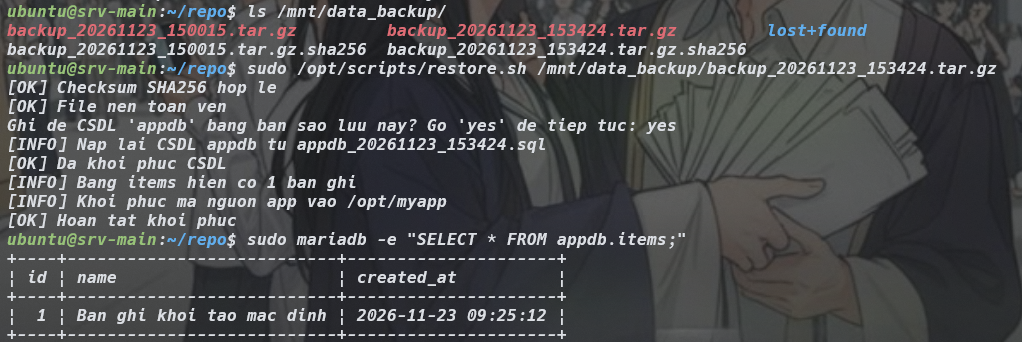 ubuntu@srv-main:~/repo$ ls /mnt/data_backup/
backup_20261123_150015.tar.gz backup_20261123_153424.tar.gz lost+found
backup_20261123_150015.tar.gz.sha256 backup_20261123_153424.tar.gz.sha256
ubuntu@srv-main:~/repo$ sudo /opt/scripts/restore.sh /mnt/data_backup/backup_20261123_153424.tar.gz
[OK] Checksum SHA256 hop le
[OK] File nen toan ven
Ghi de CSDL 'appdb' bang ban sao luu nay? Go 'yes' de tiep tuc: yes
[INFO] Nap lai CSDL appdb tu appdb_20261123_153424.sql
[OK] Da khoi phuc CSDL
[INFO] Bang items hien co 1 ban ghi
[INFO] Khoi phuc ma nguon app vao /opt/myapp
[OK] Hoan tat khoi phuc
ubuntu@srv-main:~/repo$ sudo mariadb -e "SELECT * FROM appdb.items;"
+----+--------------------------+---------------------+
| id | name | created_at |
+----+--------------------------+---------------------+
| 1 | Ban ghi khoi tao mac dinh | 2026-11-23 09:25:12 |
+----+--------------------------+---------------------+